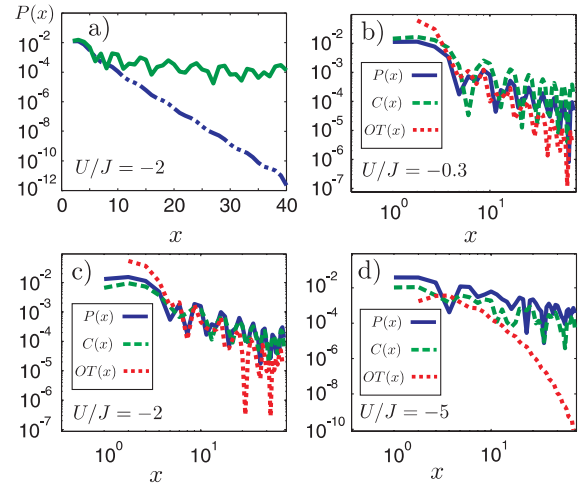 P(x)
a)
10^-2
10^-4
10^-5
10^-8
10^-10
10^-12
U/J = −2
0 10 20 30 40
x
b)
10^-2
10^-3
10^-4
10^-5
10^-6
10^-7
P(x)
C(x)
OT(x)
U/J = −0.3
10^0 10^1
x
c)
10^-2
10^-3
10^-4
10^-5
10^-6
10^-7
P(x)
C(x)
OT(x)
U/J = −2
10^0 10^1
x
d)
10^-2
10^-4
10^-6
10^-8
10^-10
P(x)
C(x)
OT(x)
U/J = −5
10^0 10^1
x